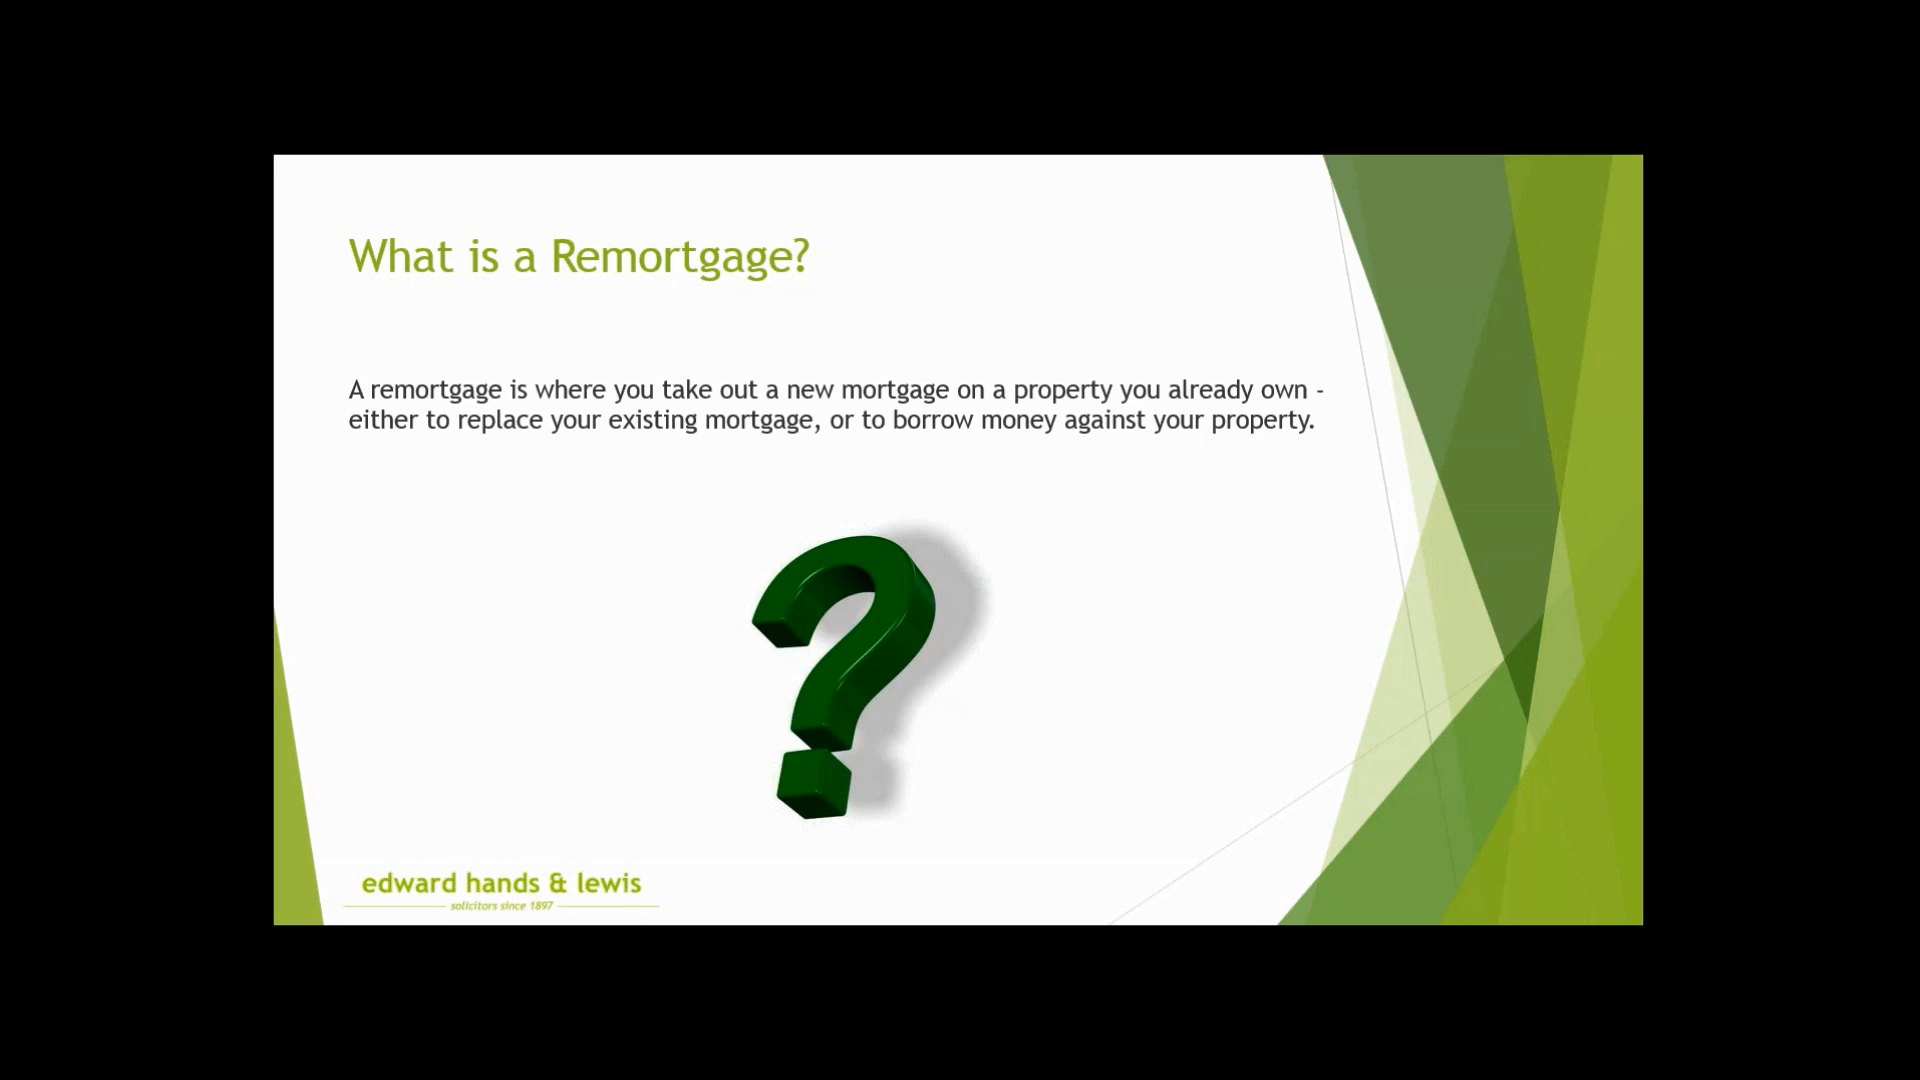 What is a Remortgage?
A remortgage is where you take out a new mortgage on a property you already own -
either to replace your existing mortgage, or to borrow money against your property.
edward hands & lewis
solicitors since 1897